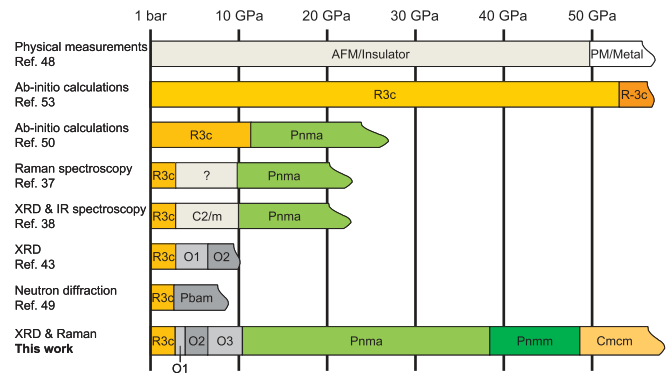 1 bar 10 GPa 20 GPa 30 GPa 40 GPa 50 GPa
Physical measurements
Ref. 48
AFM/Insulator PM/Metal
Ab-initio calculations
Ref. 53
R3c R-3c
Ab-initio calculations
Ref. 50
R3c Pnma
Raman spectroscopy
Ref. 37
R3c ? Pnma
XRD & IR spectroscopy
Ref. 38
R3c C2/m Pnma
XRD
Ref. 43
R3c O1 O2
Neutron diffraction
Ref. 49
R3c Pbam
XRD & Raman
This work
R3c O2 O3 Pnma Pnmm Cmcm
O1